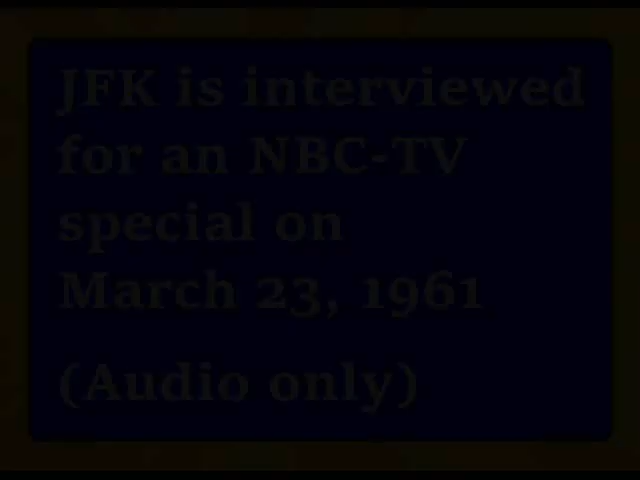 JFK is interviewed
for an NBC-TV
special on
March 23, 1961
(Audio only)